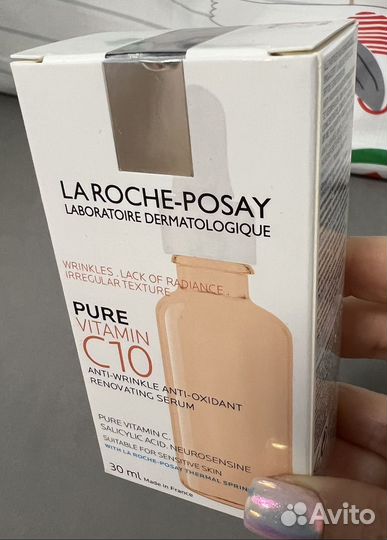 LA ROCHE-POSAY
LABORATOIRE DERMATOLOGIQUE
WRINKLES . LACK OF RADIANCE .
IRREGULAR TEXTURE
PURE
VITAMIN
C10
ANTI-WRINKLE ANTI-OXIDANT
RENOVATING SERUM
PURE VITAMIN C.
SALICYLIC ACID. NEUROSENSINE
SUITABLE FOR SENSITIVE SKIN
WITH LA ROCHE-POSAY THERMAL SPRIN
30 ml Made in France
Avito